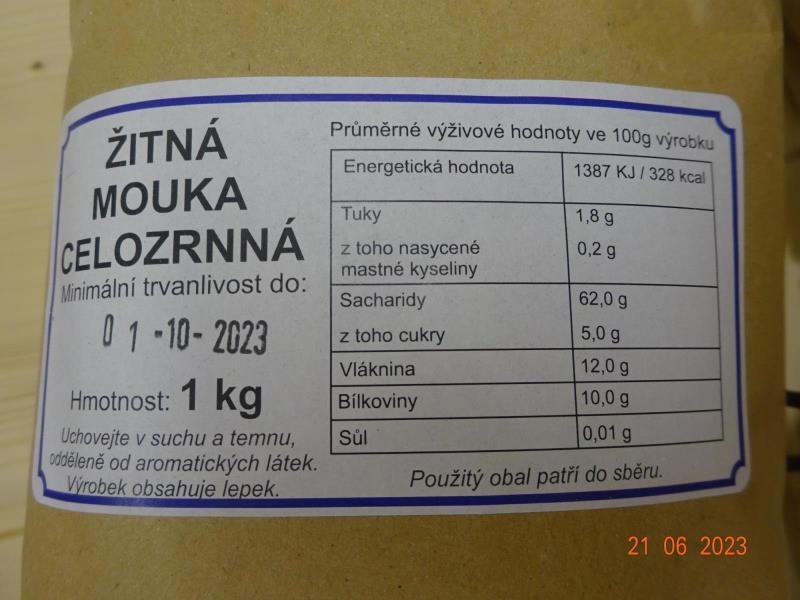 ŽITNÁ
MOUKA
CELOZRNNÁ
Minimální trvanlivost do:
01-10-2023
Hmotnost: 1 kg
Uchovejte v suchu a temnu,
odděleně od aromatických látek.
Výrobek obsahuje lepek.
Průměrné výživové hodnoty ve 100g výrobku
Energetická hodnota 1387 KJ / 328 kcal
Tuky 1,8 g
z toho nasycené
mastné kyseliny 0,2 g
Sacharidy 62,0 g
z toho cukry 5,0 g
Vláknina 12,0 g
Bílkoviny 10,0 g
Sůl 0,01 g
Použitý obal patří do sběru.
21 06 2023